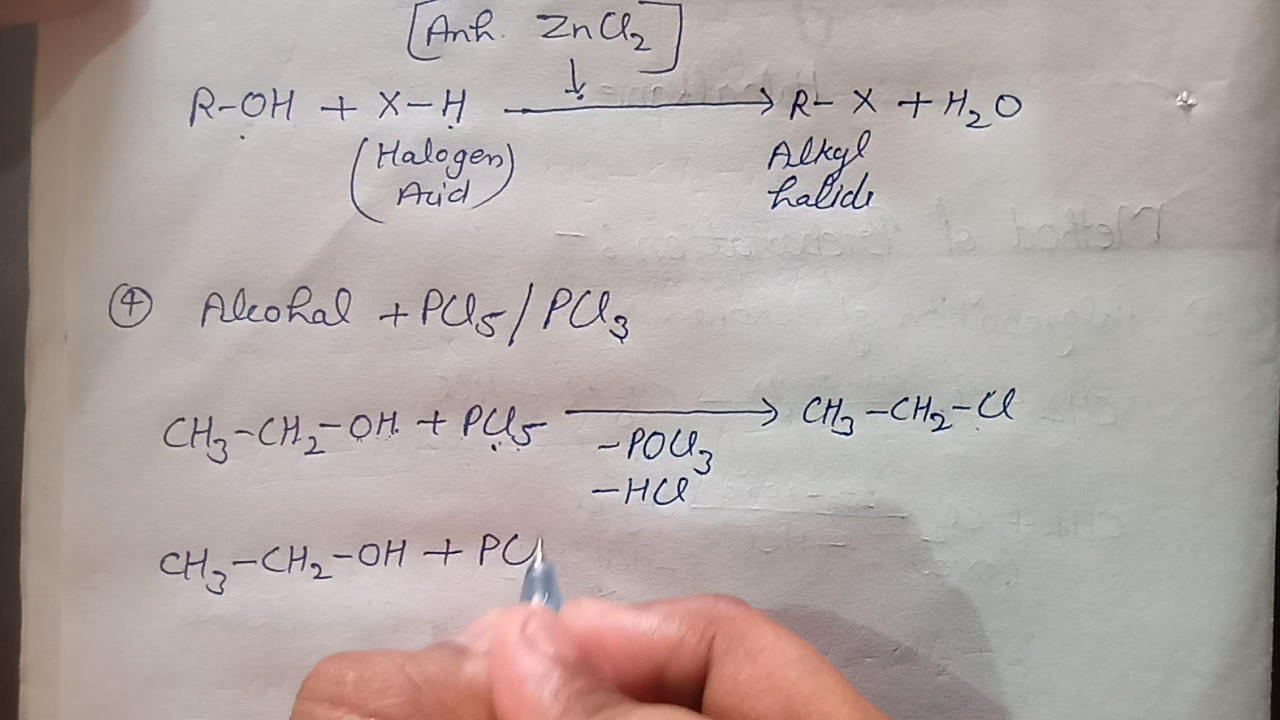 [Anh. ZnCl2]
↓
R-OH + X-H ⟶ R-X + H2O
(Halogen Acid) Alkyl halide
④ Alcohal + PCl5/PCl3
CH3-CH2-OH + PCl5 ⟶ CH3-CH2-Cl
-POCl3
-HCl
CH3-CH2-OH + PC